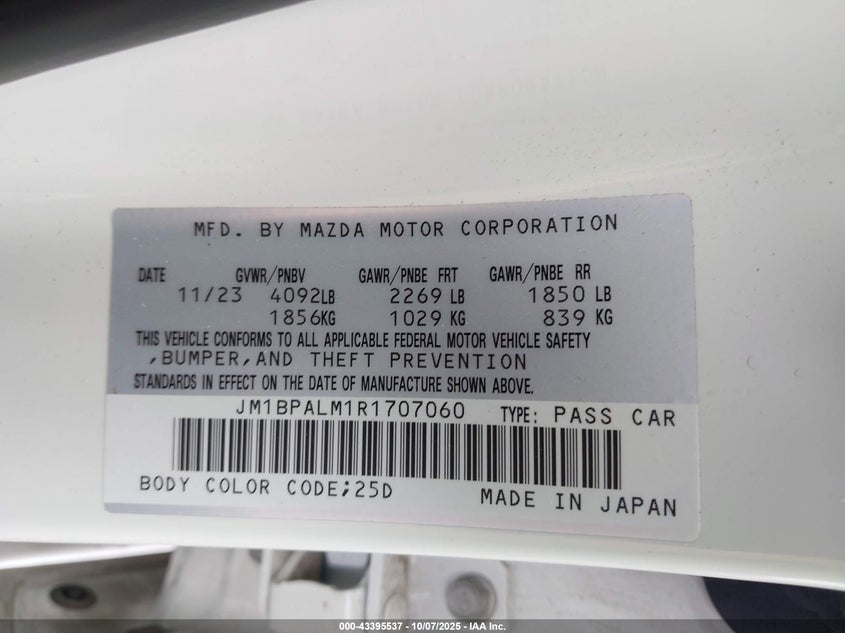 MFD. BY MAZDA MOTOR CORPORATION
DATE GVWR/PNBV GAWR/PNBE FRT GAWR/PNBE RR
11/23 4092LB 2269 LB 1850 LB
1856KG 1029 KG 839 KG
THIS VEHICLE CONFORMS TO ALL APPLICABLE FEDERAL MOTOR VEHICLE SAFETY
,BUMPER,AND THEFT PREVENTION
STANDARDS IN EFFECT ON THE DATE OF MANUFACTURE SHOWN ABOVE.
JM1BPALM1R1707060 TYPE: PASS CAR
BODY COLOR CODE;25D MADE IN JAPAN
000-43395537 - 10/07/2025 - IAA Inc.